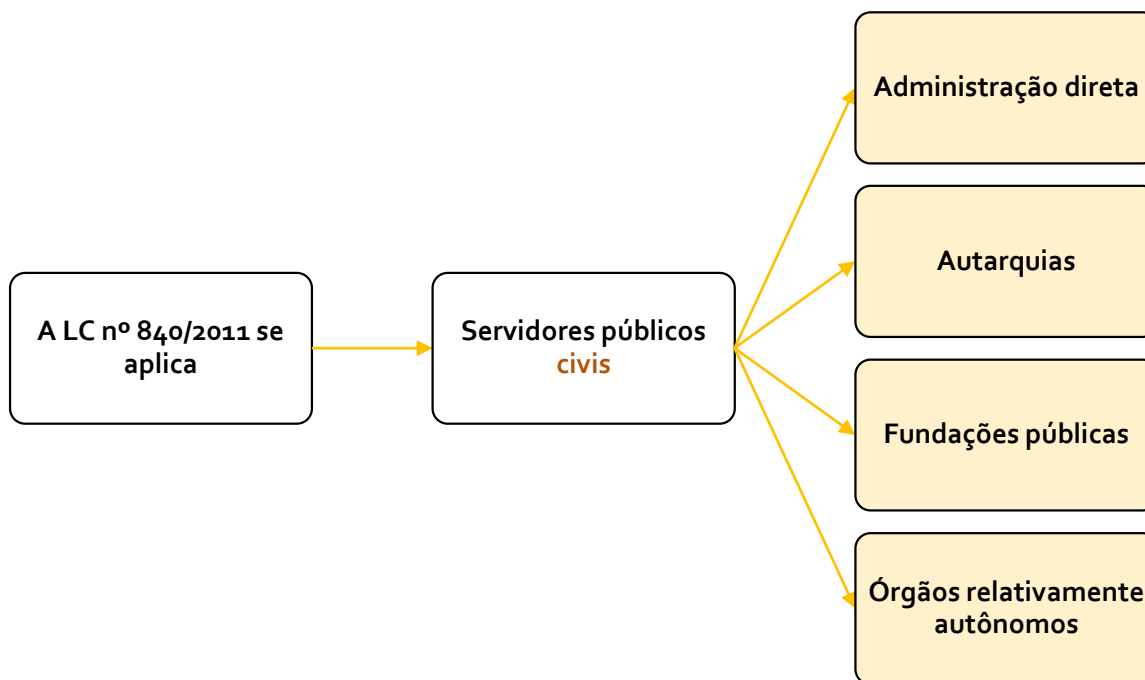 A LC nº 840/2011 se
aplica
Servidores públicos
civis
Administração direta
Autarquias
Fundações públicas
Órgãos relativamente
autônomos